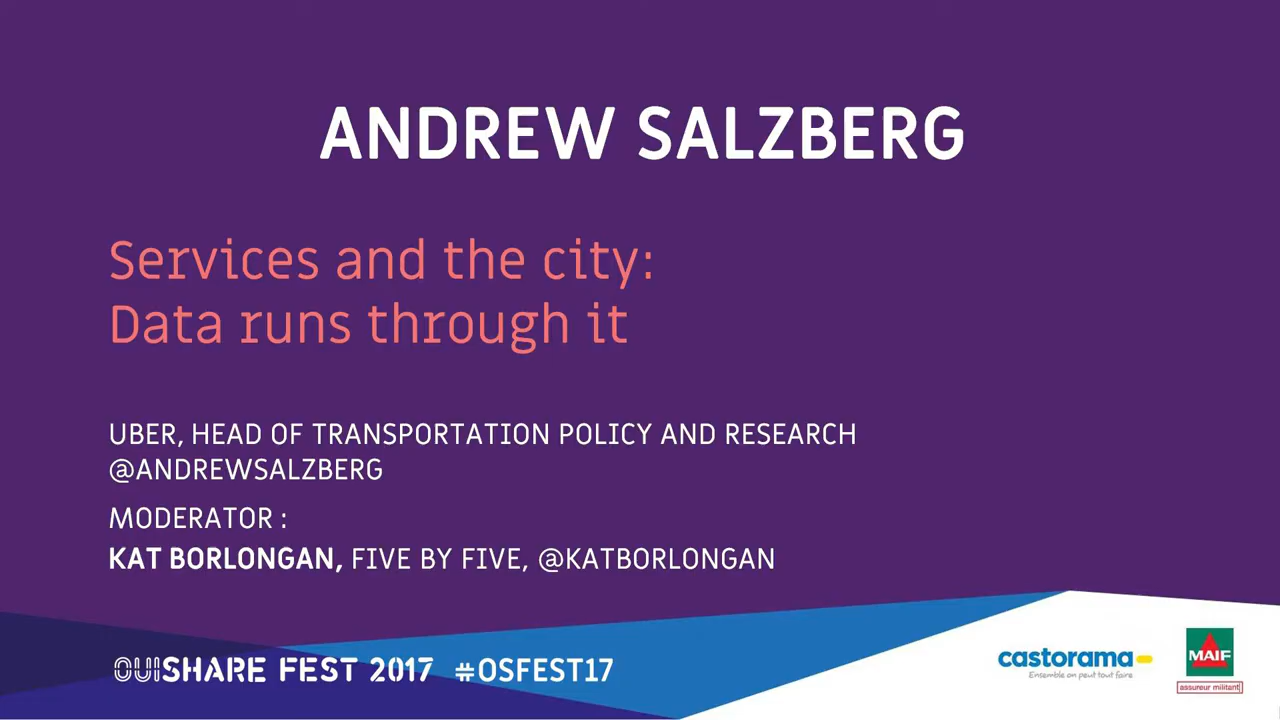 ANDREW SALZBERG
Services and the city:
Data runs through it
UBER, HEAD OF TRANSPORTATION POLICY AND RESEARCH
@ANDREWSALZBERG
MODERATOR :
KAT BORLONGAN, FIVE BY FIVE, @KATBORLONGAN
OUISHARE FEST 2017 #OSFEST17
castorama
Ensemble on peut tout faire
MAIF
assureur militant